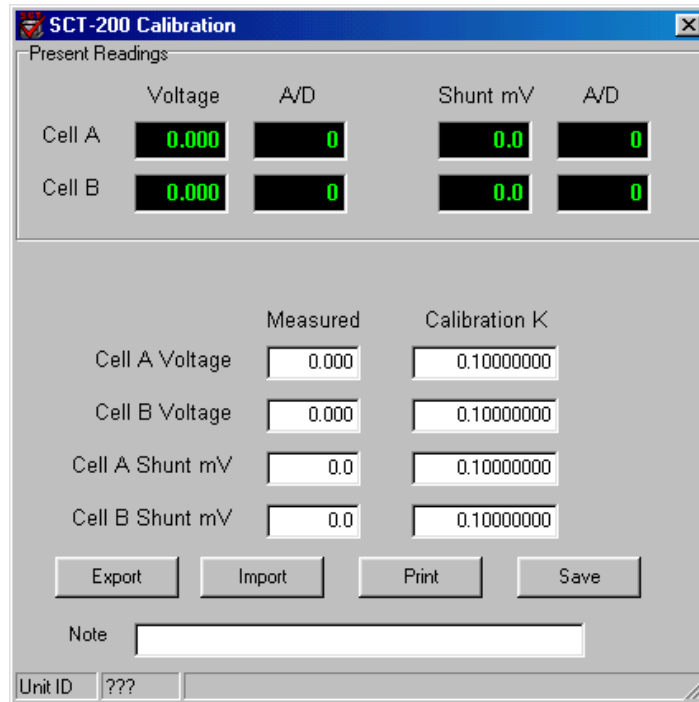 SCT-200 Calibration
Present Readings
Voltage A/D Shunt mV A/D
Cell A 0.000 0 0.0 0
Cell B 0.000 0 0.0 0
Measured Calibration K
Cell A Voltage 0.000 0.10000000
Cell B Voltage 0.000 0.10000000
Cell A Shunt mV 0.0 0.10000000
Cell B Shunt mV 0.0 0.10000000
Export Import Print Save
Note
Unit ID ???